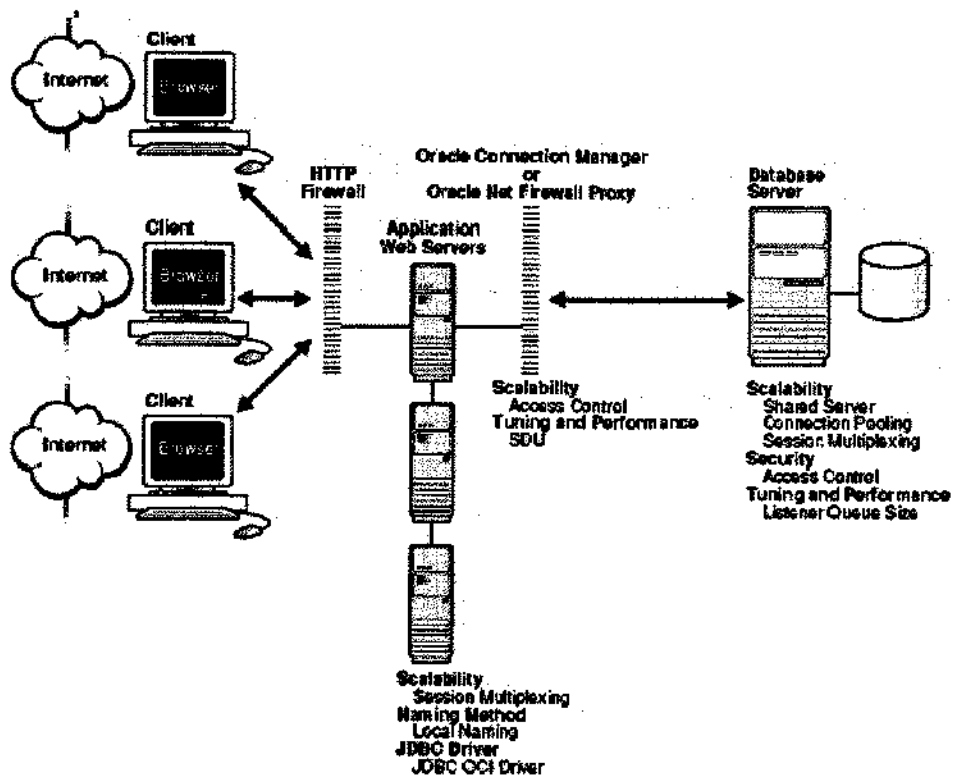 Client
Internet
Browser
HTTP
Firewall
Oracle Connection Manager
or
Oracle Net Firewall Proxy
Database
Server
Client
Internet
Browser
Application
Web Servers
Client
Internet
Browser
Scalability
Access Control
Tuning and Performance
SDU
Scalability
Shared Server
Connection Pooling
Session Multiplexing
Security
Access Control
Tuning and Performance
Listener Queue Size
Scalability
Session Multiplexing
Naming Method
Local Naming
JDBC Driver
JDBC OCI Driver